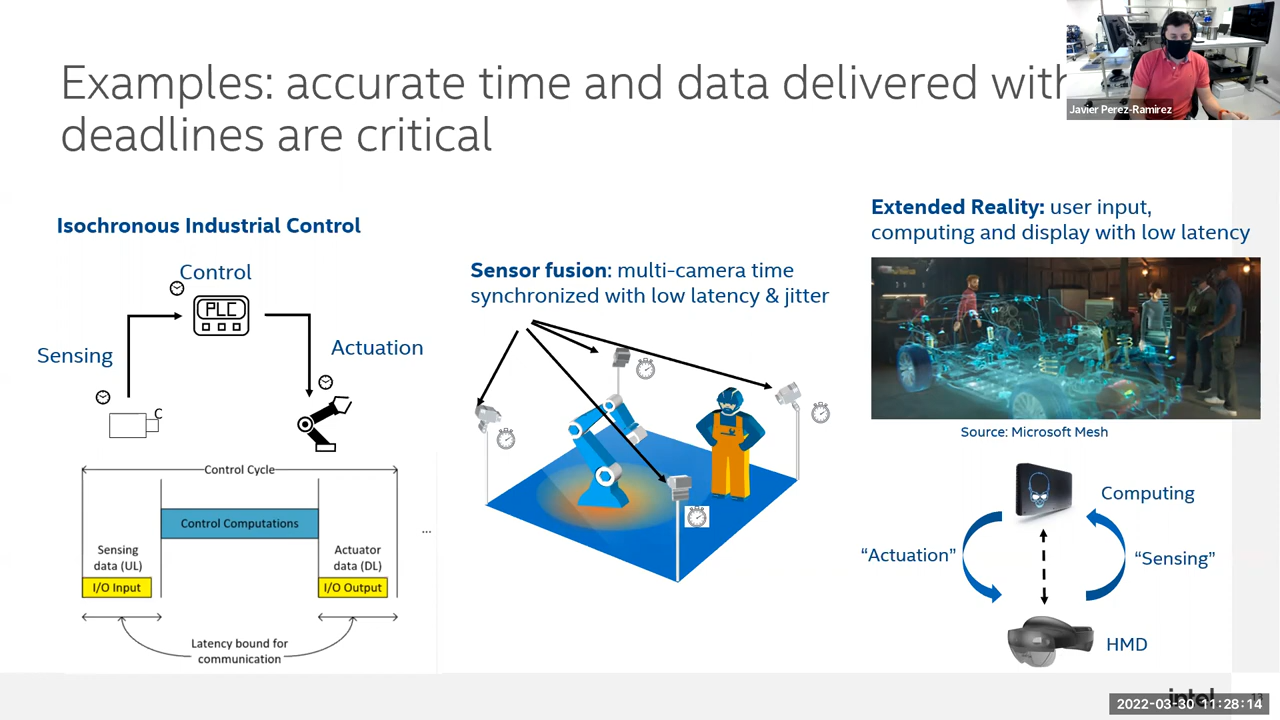 Examples: accurate time and data delivered with
deadlines are critical
Javier Perez-Ramirez
Isochronous Industrial Control
Control
PLC
Sensing
Actuation
C
Control Cycle
Control Computations
Sensing
data (UL)
I/O Input
Actuator
data (DL)
I/O Output
...
Latency bound for
communication
Sensor fusion: multi-camera time
synchronized with low latency & jitter
Extended Reality: user input,
computing and display with low latency
Source: Microsoft Mesh
Computing
“Actuation”
“Sensing”
HMD
intel
13
2022-03-30 11:28:14